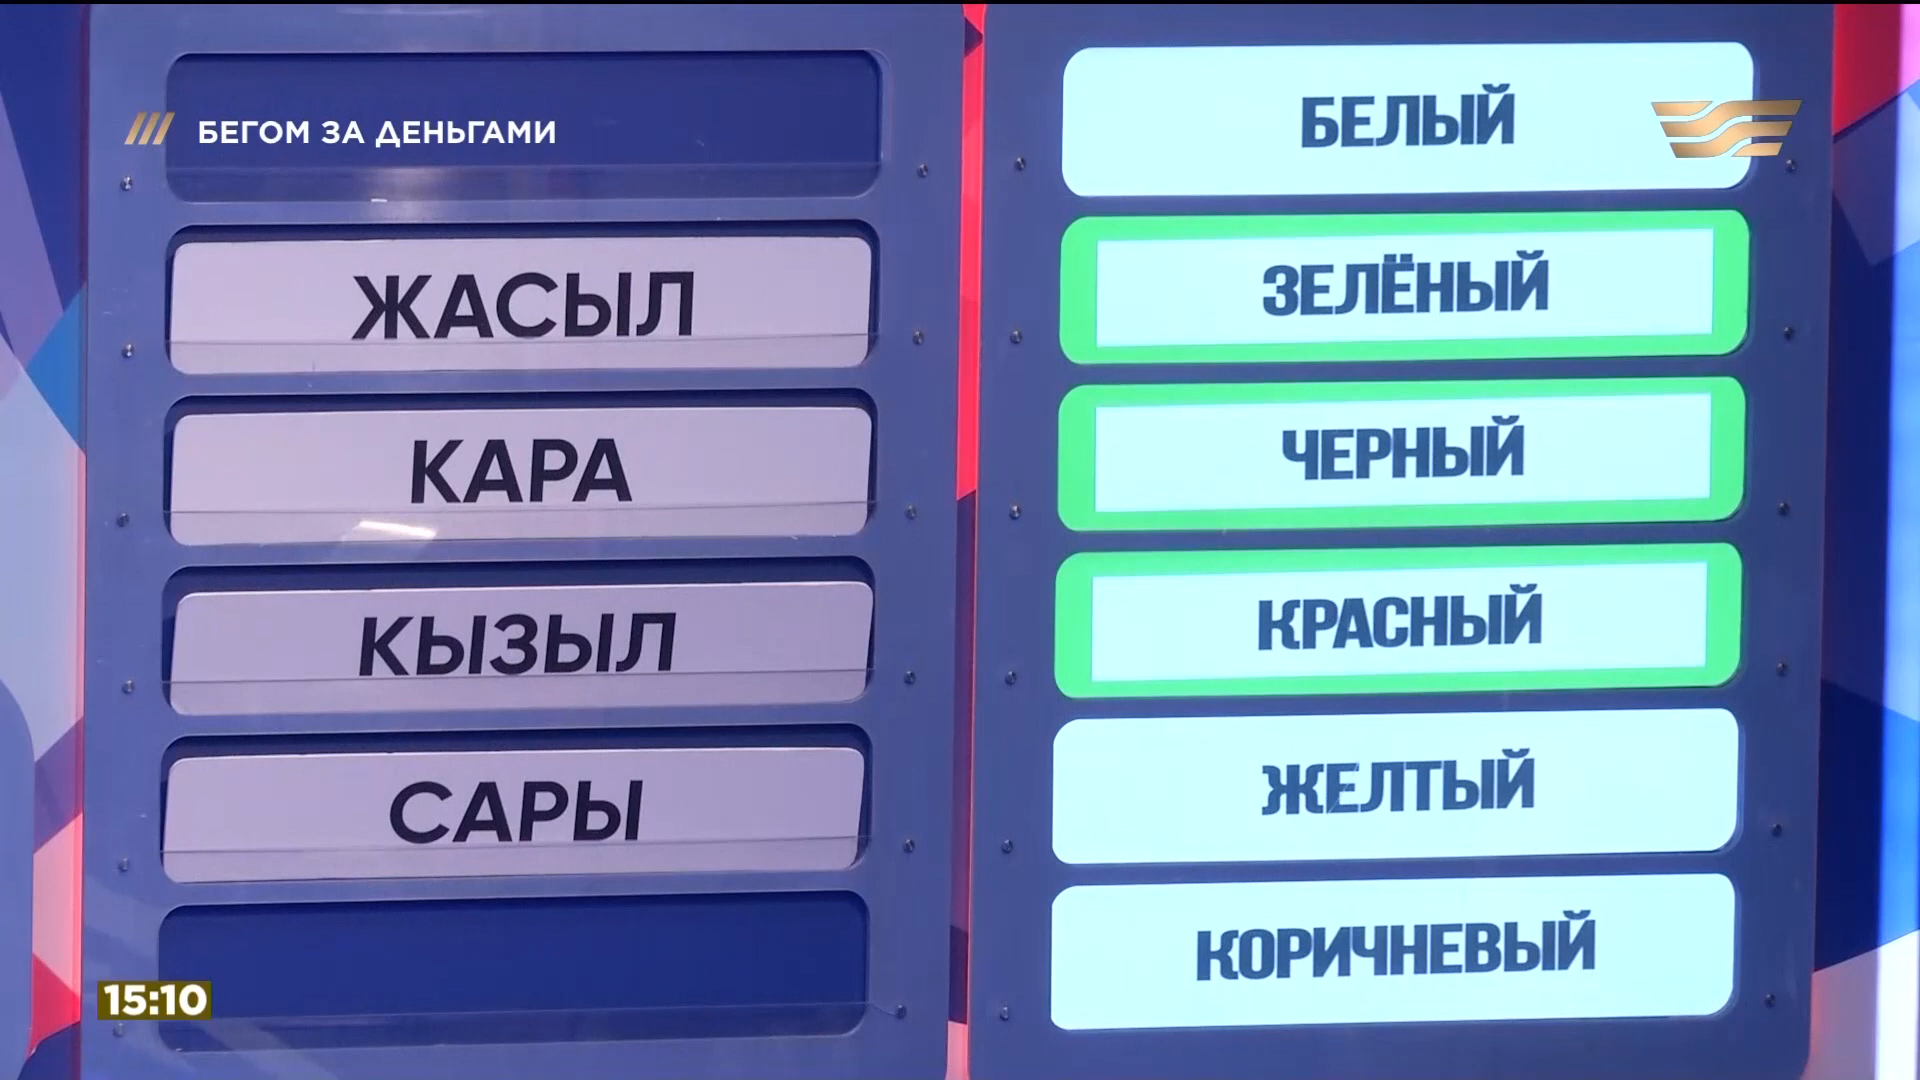 БЕГОМ ЗА ДЕНЬГАМИ
БЕЛЫЙ
ЖАСЫЛ
ЗЕЛЁНЫЙ
КАРА
ЧЕРНЫЙ
КЫЗЫЛ
КРАСНЫЙ
САРЫ
ЖЕЛТЫЙ
КОРИЧНЕВЫЙ
15:10